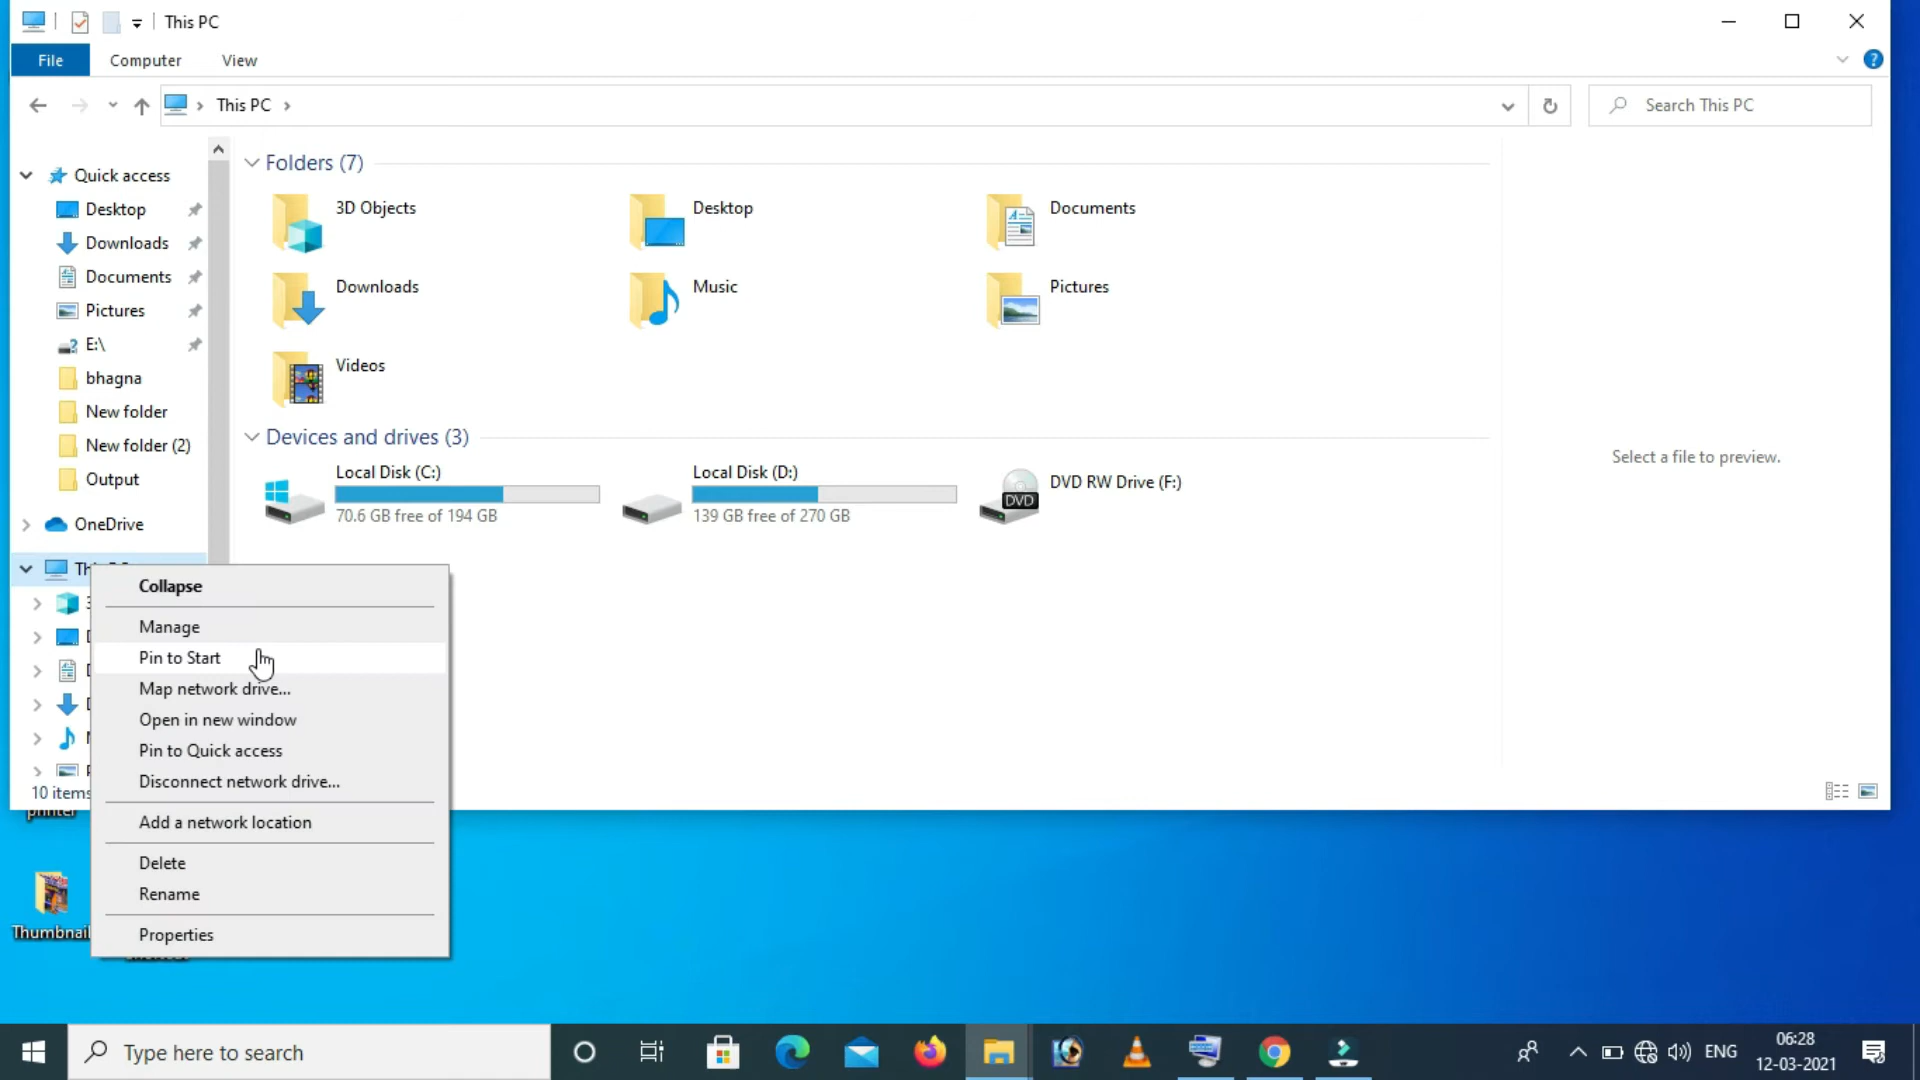 This PC
File
Computer
View
This PC
Search This PC
Quick access
Desktop
Downloads
Documents
Pictures
E:\
bhagna
New folder
New folder (2)
Output
OneDrive
Folders (7)
3D Objects
Desktop
Documents
Downloads
Music
Pictures
Videos
Devices and drives (3)
Local Disk (C:)
70.6 GB free of 194 GB
Local Disk (D:)
139 GB free of 270 GB
DVD RW Drive (F:)
DVD
Select a file to preview.
Collapse
Manage
Pin to Start
Map network drive...
Open in new window
Pin to Quick access
Disconnect network drive...
Add a network location
Delete
Rename
Properties
10 items
printer
Thumbnail
Type here to search
ENG
06:28
12-03-2021